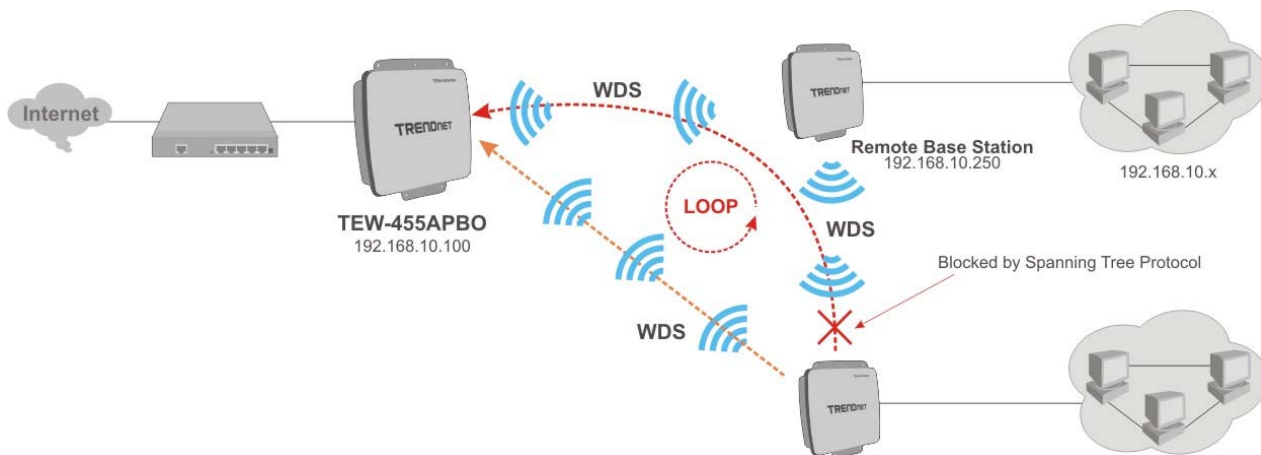 Internet
TRENDnet
TEW-455APBO
192.168.10.100
WDS
LOOP
WDS
WDS
TRENDnet
Remote Base Station
192.168.10.250
192.168.10.x
Blocked by Spanning Tree Protocol
TRENDnet